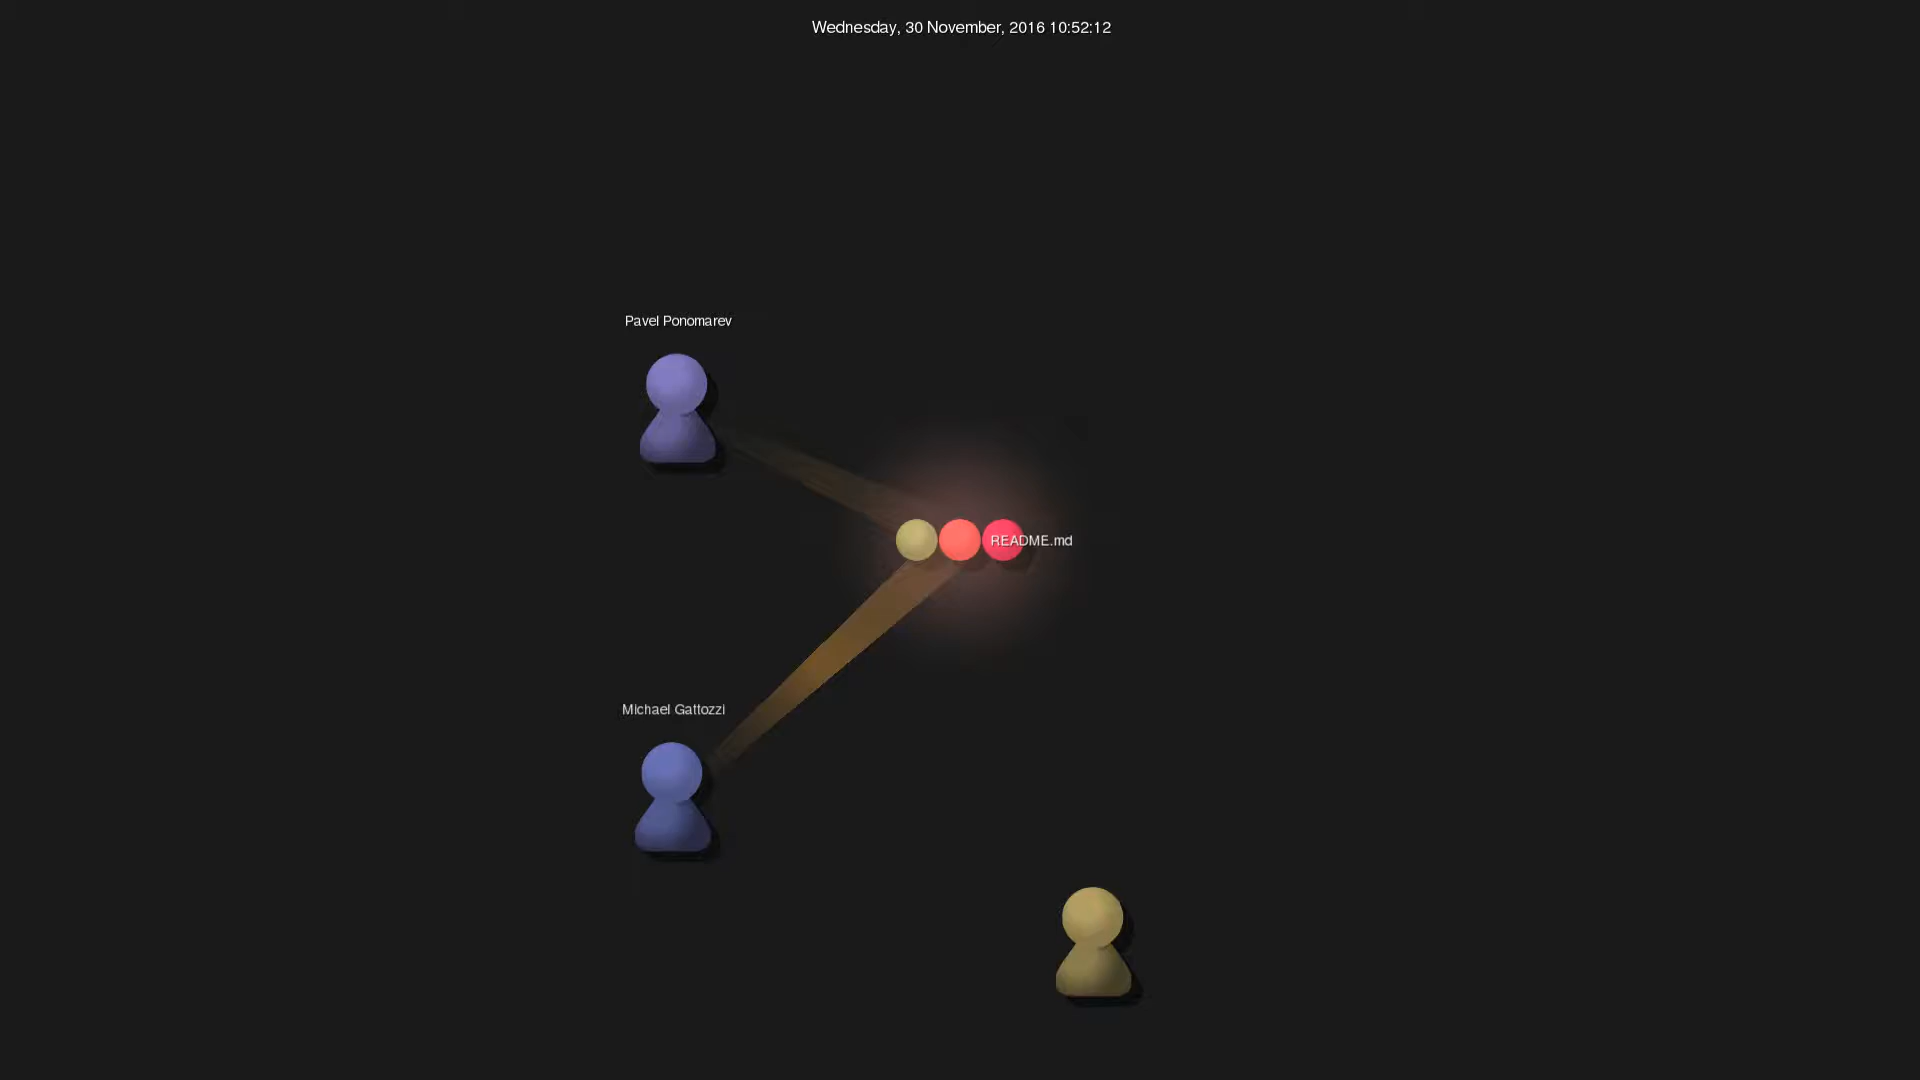 Wednesday, 30 November, 2016 10:52:12
Pavel Ponomarev
README.md
Michael Gattozzi